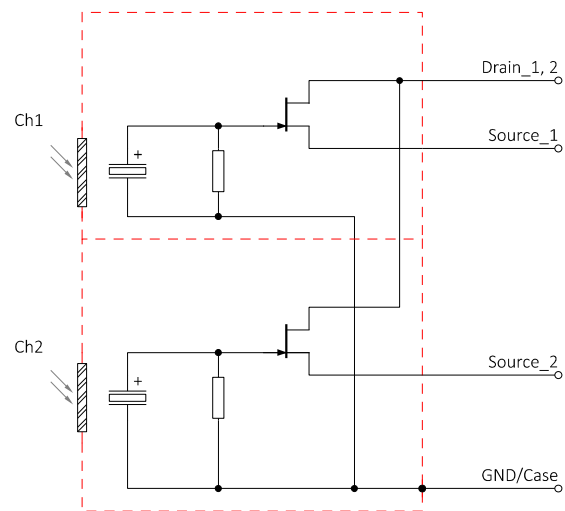 Drain_1, 2
Ch1
Source_1
+
Ch2
Source_2
+
GND/Case